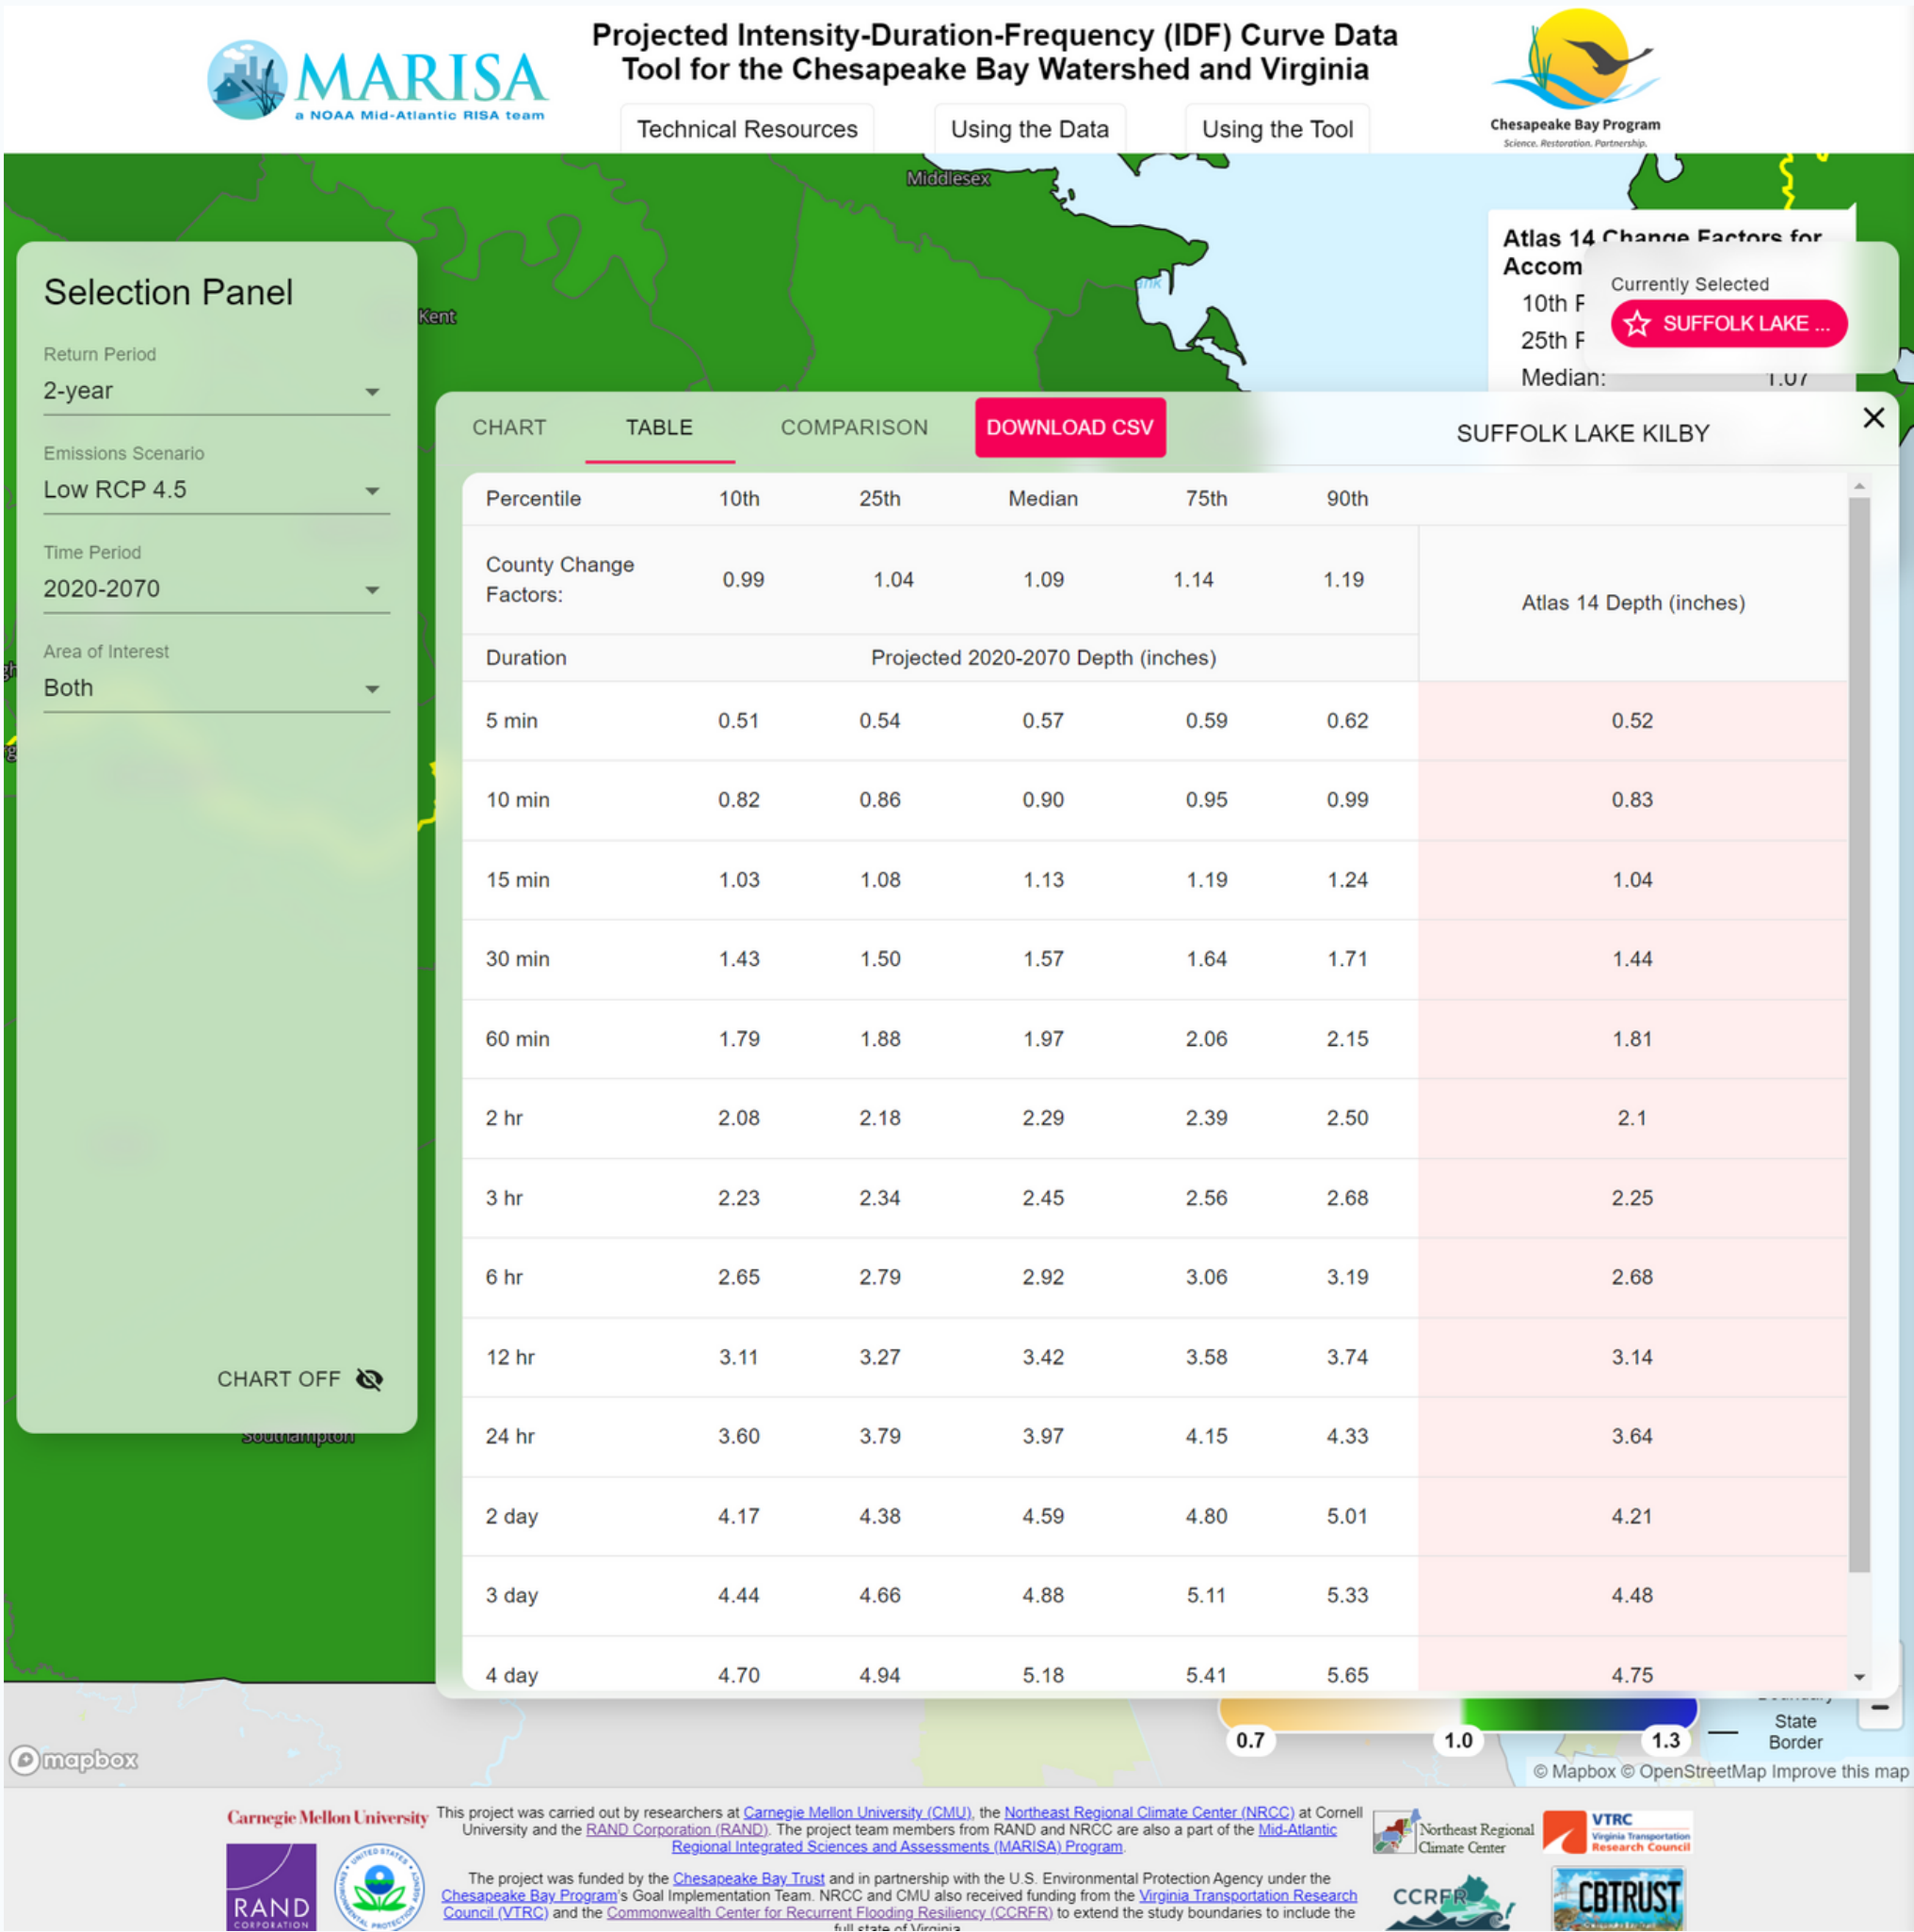 MARISA
a NOAA Mid-Atlantic RISA team
Projected Intensity-Duration-Frequency (IDF) Curve Data
Tool for the Chesapeake Bay Watershed and Virginia
Technical Resources Using the Data Using the Tool
Chesapeake Bay Program
Science. Restoration. Partnership.
Middlesex
Kent
Atlas 14 Change Factors for
Accom
10th
25th
Median: 1.07
Currently Selected
SUFFOLK LAKE ...
Selection Panel
Return Period
2-year
Emissions Scenario
Low RCP 4.5
Time Period
2020-2070
Area of Interest
Both
CHART OFF
Southampton
CHART TABLE COMPARISON DOWNLOAD CSV SUFFOLK LAKE KILBY
Percentile 10th 25th Median 75th 90th
County Change
Factors: 0.99 1.04 1.09 1.14 1.19
Atlas 14 Depth (inches)
Duration Projected 2020-2070 Depth (inches)
5 min 0.51 0.54 0.57 0.59 0.62 0.52
10 min 0.82 0.86 0.90 0.95 0.99 0.83
15 min 1.03 1.08 1.13 1.19 1.24 1.04
30 min 1.43 1.50 1.57 1.64 1.71 1.44
60 min 1.79 1.88 1.97 2.06 2.15 1.81
2 hr 2.08 2.18 2.29 2.39 2.50 2.1
3 hr 2.23 2.34 2.45 2.56 2.68 2.25
6 hr 2.65 2.79 2.92 3.06 3.19 2.68
12 hr 3.11 3.27 3.42 3.58 3.74 3.14
24 hr 3.60 3.79 3.97 4.15 4.33 3.64
2 day 4.17 4.38 4.59 4.80 5.01 4.21
3 day 4.44 4.66 4.88 5.11 5.33 4.48
4 day 4.70 4.94 5.18 5.41 5.65 4.75
0.7 1.0 1.3
Boundary
State
Border
mapbox
© Mapbox © OpenStreetMap Improve this map
Carnegie Mellon University
RAND
CORPORATION
This project was carried out by researchers at Carnegie Mellon University (CMU), the Northeast Regional Climate Center (NRCC) at Cornell
University and the RAND Corporation (RAND). The project team members from RAND and NRCC are also a part of the Mid-Atlantic
Regional Integrated Sciences and Assessments (MARISA) Program.
The project was funded by the Chesapeake Bay Trust and in partnership with the U.S. Environmental Protection Agency under the
Chesapeake Bay Program's Goal Implementation Team. NRCC and CMU also received funding from the Virginia Transportation Research
Council (VTRC) and the Commonwealth Center for Recurrent Flooding Resiliency (CCRFR) to extend the study boundaries to include the
full state of Virginia.
Northeast Regional
Climate Center
VTRC
Virginia Transportation
Research Council
CCRFR
CBTRUST